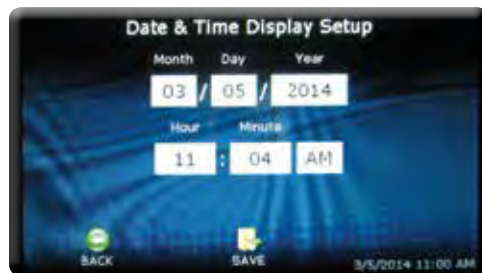 Date & Time Display Setup
Month Day Year
03 / 05 / 2014
Hour Minute
11 : 04 AM
BACK SAVE
3/5/2014 11:00 AM